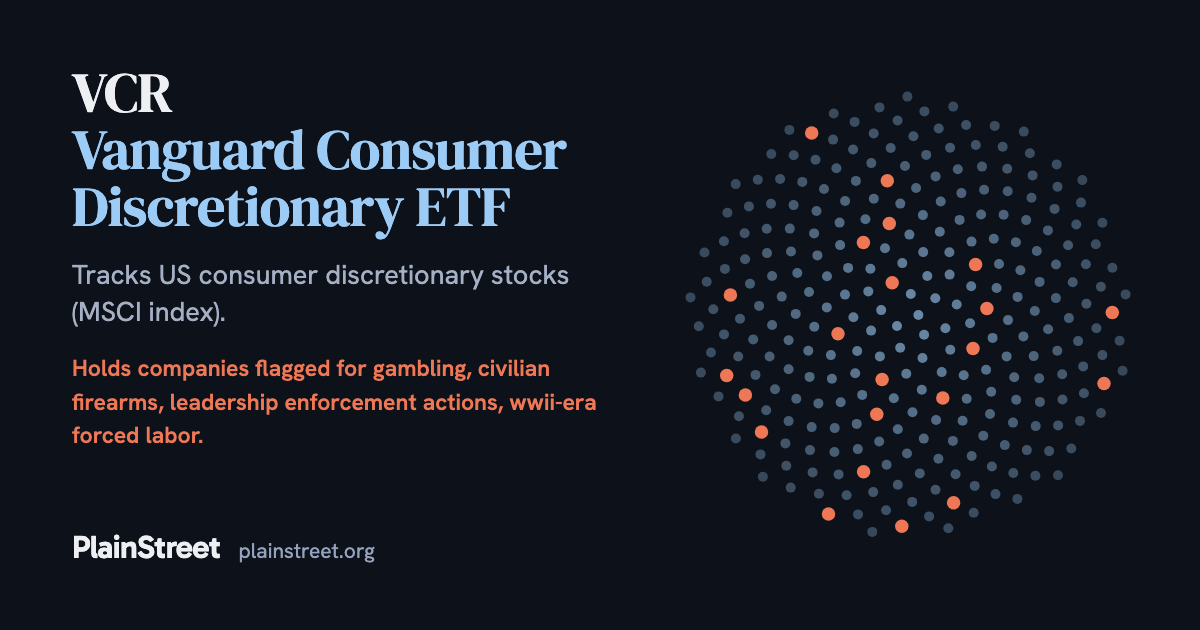 VCR
Vanguard Consumer
Discretionary ETF
Tracks US consumer discretionary stocks
(MSCI index).
Holds companies flagged for gambling, civilian
firearms, leadership enforcement actions, wwii-era
forced labor.
PlainStreet plainstreet.org